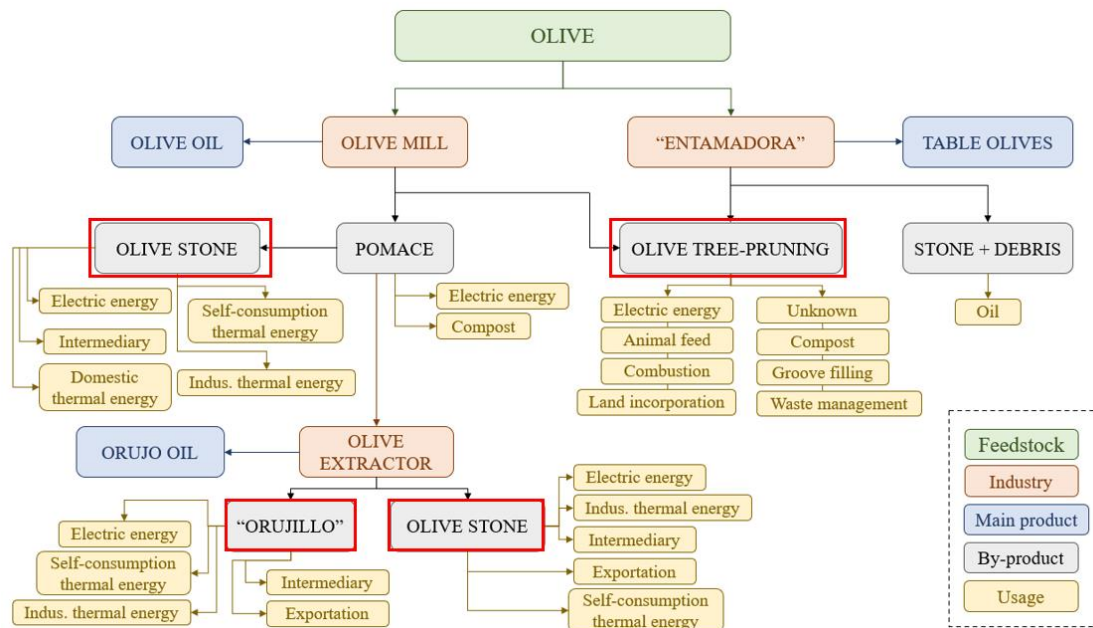 OLIVE
OLIVE OIL
OLIVE MILL
“ENTAMADORA”
TABLE OLIVES
OLIVE STONE
POMACE
OLIVE TREE-PRUNING
STONE + DEBRIS
Electric energy
Intermediary
Domestic
thermal energy
Self-consumption
thermal energy
Indus. thermal energy
Electric energy
Compost
Electric energy
Animal feed
Combustion
Land incorporation
Unknown
Compost
Groove filling
Waste management
Oil
ORUJO OIL
OLIVE
EXTRACTOR
“ORUJILLO”
OLIVE STONE
Electric energy
Self-consumption
thermal energy
Indus. thermal energy
Intermediary
Exportation
Electric energy
Indus. thermal energy
Intermediary
Exportation
Self-consumption
thermal energy
Feedstock
Industry
Main product
By-product
Usage